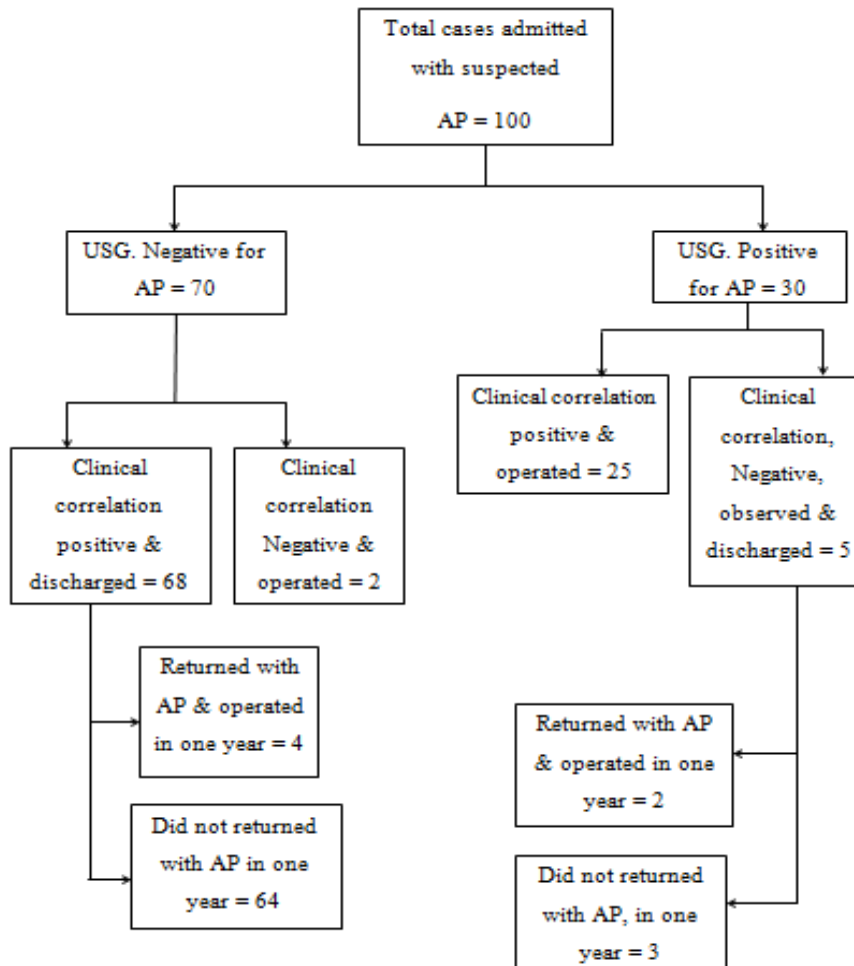 Total cases admitted
with suspected
AP = 100
USG. Negative for
AP = 70
USG. Positive
for AP = 30
Clinical correlation
positive &
operated = 25
Clinical
correlation,
Negative,
observed &
discharged = 5
Clinical
correlation
positive &
discharged = 68
Clinical
correlation
Negative &
operated = 2
Returned with
AP & operated
in one year = 4
Returned with AP
& operated in one
year = 2
Did not returned
with AP in one
year = 64
Did not returned
with AP, in one
year = 3